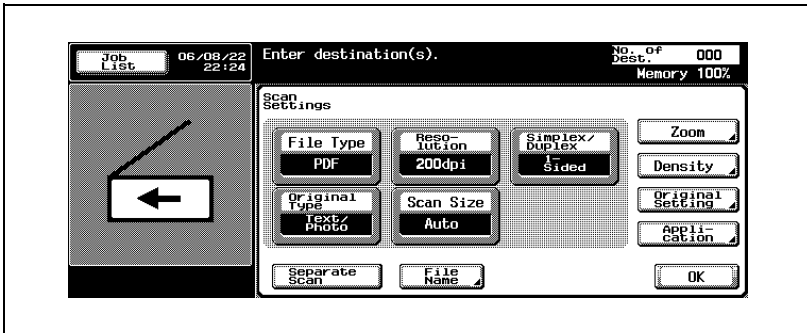 Job
List
06/08/22
22:24
Enter destination(s).
No. of
Dest.
000
Memory 100%
Scan
Settings
File Type
PDF
Reso-
lution
200dpi
Simplex/
Duplex
1-
Sided
Zoom
Density
Original
Type
Text/
Photo
Scan Size
Auto
Original
Setting
Appli-
cation
Separate
Scan
File
Name
OK